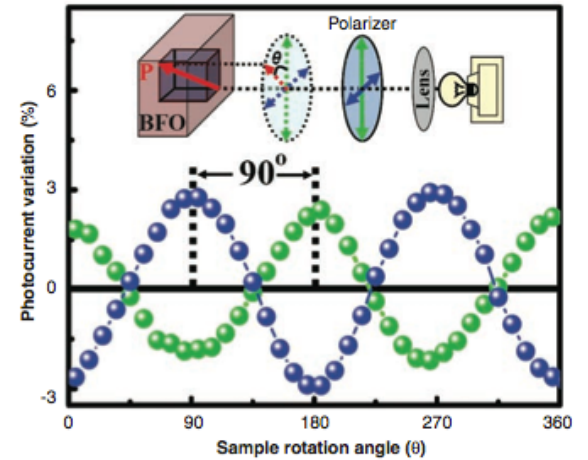 Polarizer
θ
P
BFO
Lens
90°
6
3
0
-3
Photocurrent variation (%)
0 90 180 270 360
Sample rotation angle (θ)